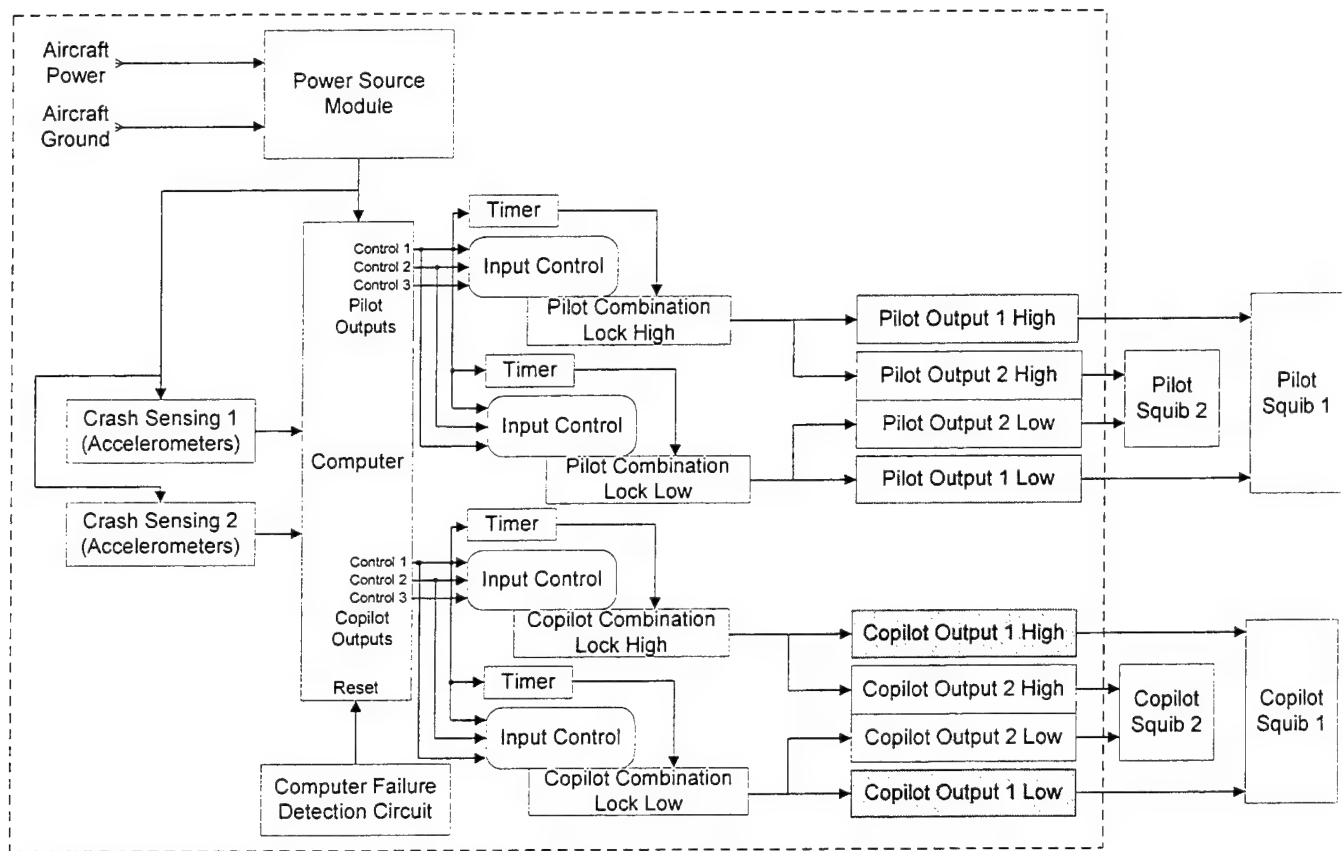 Aircraft
Power
Aircraft
Ground
Power Source
Module
Timer
Control 1
Control 2
Control 3
Pilot
Outputs
Input Control
Pilot Combination
Lock High
Pilot Output 1 High
Pilot Output 2 High
Pilot
Squib 2
Pilot
Squib 1
Timer
Input Control
Pilot Output 2 Low
Pilot Combination
Lock Low
Pilot Output 1 Low
Crash Sensing 1
(Accelerometers)
Computer
Crash Sensing 2
(Accelerometers)
Timer
Control 1
Control 2
Control 3
Copilot
Outputs
Input Control
Copilot Combination
Lock High
Copilot Output 1 High
Copilot Output 2 High
Copilot
Squib 2
Copilot
Squib 1
Reset
Timer
Input Control
Copilot Output 2 Low
Copilot Combination
Lock Low
Copilot Output 1 Low
Computer Failure
Detection Circuit